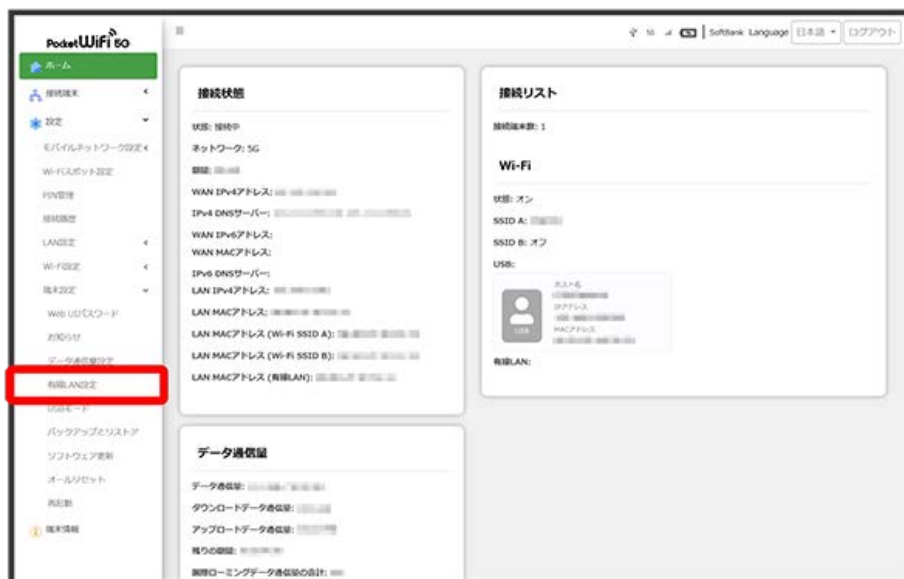 Pocket WiFi 5G
5G
SoftBank Language 日本語 ログアウト
ホーム
接続端末
設定
モバイルネットワーク設定
Wi-Fiスポット設定
PIN管理
接続履歴
LAN設定
Wi-Fi設定
端末設定
Web UIパスワード
お知らせ
データ通信量設定
有線LAN設定
USBモード
バックアップとリストア
ソフトウェア更新
オールリセット
再起動
端末情報
接続状態
状態: 接続中
ネットワーク: 5G
期間:
WAN IPv4アドレス:
IPv4 DNSサーバー:
WAN IPv6アドレス:
WAN MACアドレス:
IPv6 DNSサーバー:
LAN IPv4アドレス:
LAN MACアドレス:
LAN MACアドレス (Wi-Fi SSID A):
LAN MACアドレス (Wi-Fi SSID B):
LAN MACアドレス (有線LAN):
データ通信量
データ通信量:
ダウンロードデータ通信量:
アップロードデータ通信量:
残りの期間:
国際ローミングデータ通信量の合計:
接続リスト
接続端末数: 1
Wi-Fi
状態: オン
SSID A:
SSID B: オフ
USB:
USB
ホスト名
IPアドレス
MACアドレス
有線LAN: